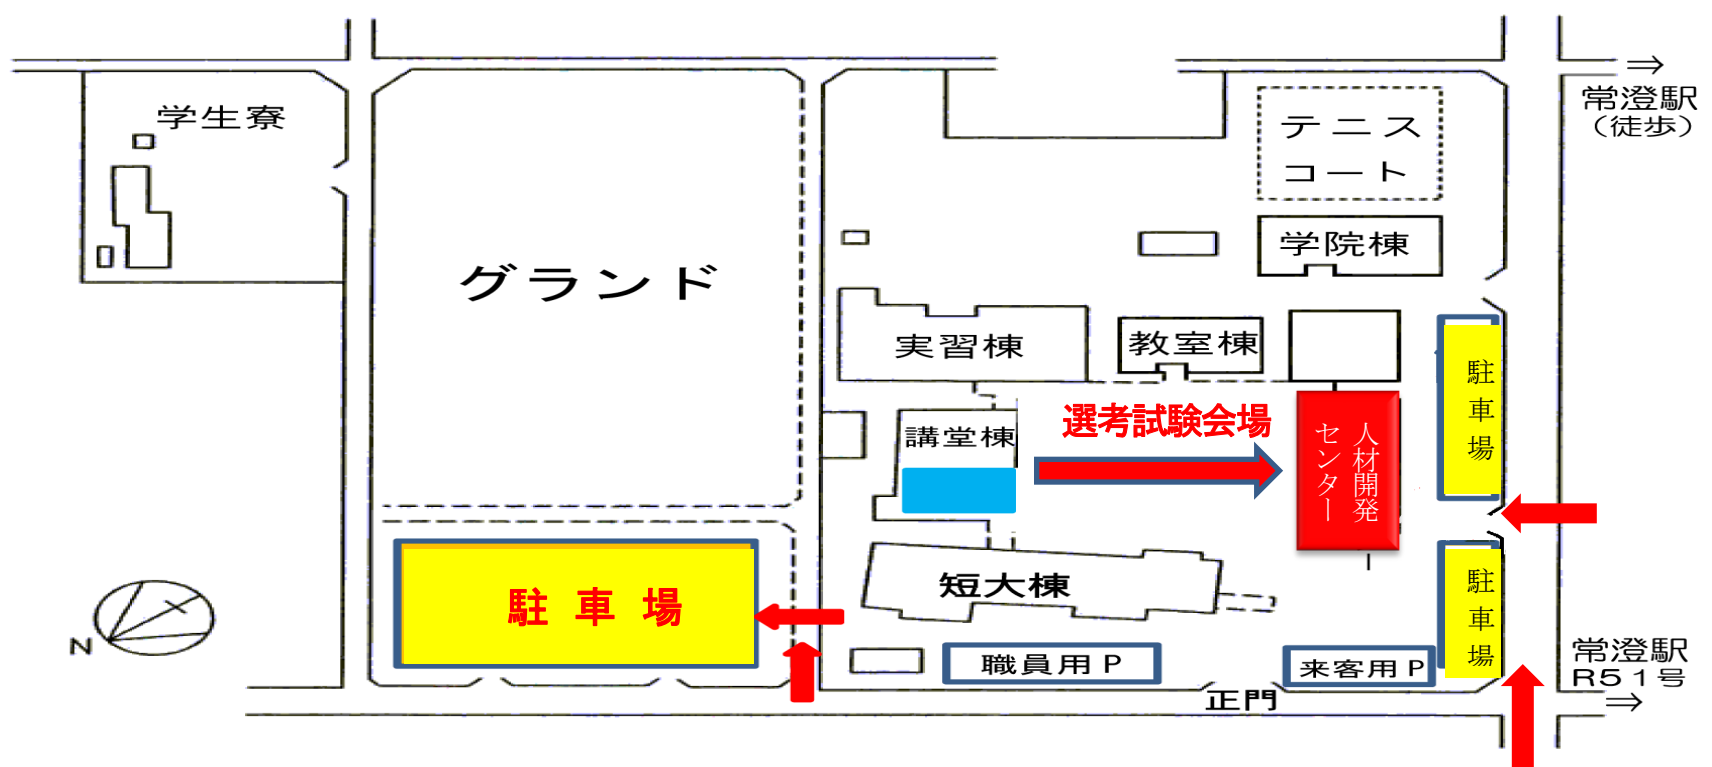 学生寮
グランド
テニス
コート
常澄駅
(徒歩)
学院棟
実習棟
教室棟
講堂棟
選考試験会場
人材開発
センター
駐車場
駐車場
駐車場
短大棟
職員用P
来客用P
正門
常澄駅
R51号
N